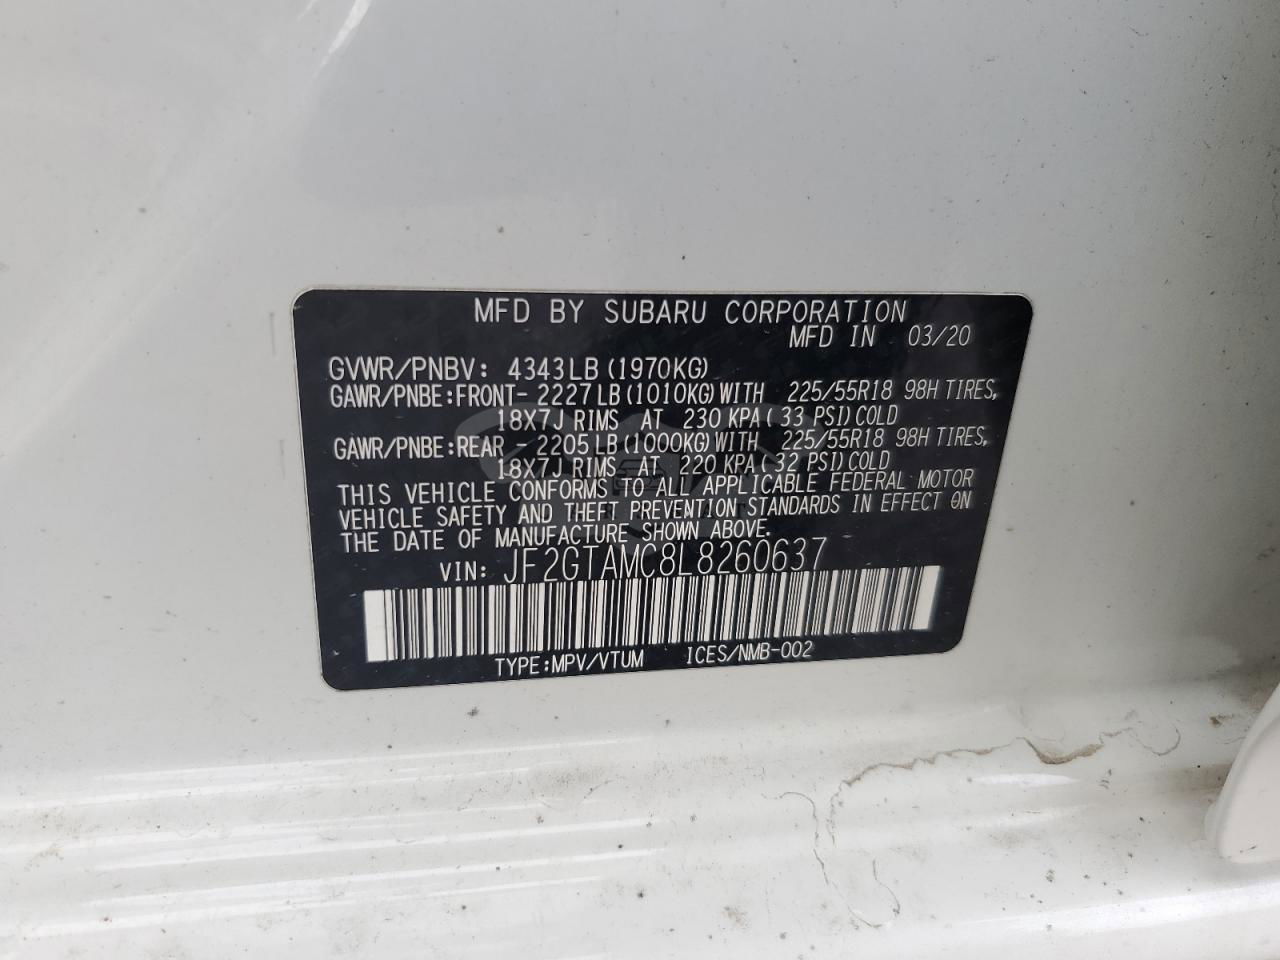 MFD BY SUBARU CORPORATION
MFD IN 03/20
GVWR/PNBV: 4343LB (1970KG)
GAWR/PNBE:FRONT- 2227LB (1010KG) WITH 225/55R18 98H TIRES,
18X7J RIMS AT 230 KPA ( 33 PSI) COLD
GAWR/PNBE:REAR - 2205LB (1000KG) WITH 225/55R18 98H TIRES,
18X7J RIMS AT 220 KPA ( 32 PSI) COLD
THIS VEHICLE CONFORMS TO ALL APPLICABLE FEDERAL MOTOR
VEHICLE SAFETY AND THEFT PREVENTION STANDARDS IN EFFECT ON
THE DATE OF MANUFACTURE SHOWN ABOVE.
VIN: JF2GTAMC8L8260637
TYPE:MPV/VTUM ICES/NMB-002